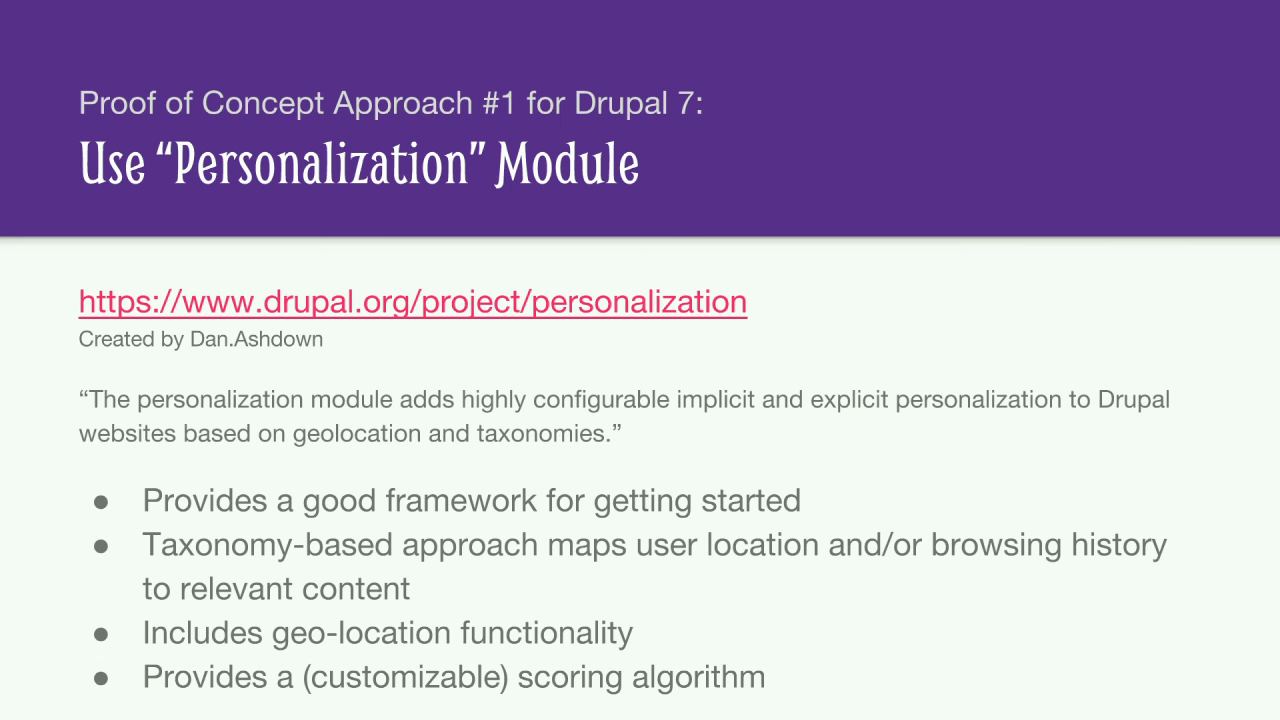 Proof of Concept Approach #1 for Drupal 7:
Use “Personalization” Module
https://www.drupal.org/project/personalization
Created by Dan.Ashdown
“The personalization module adds highly configurable implicit and explicit personalization to Drupal
websites based on geolocation and taxonomies.”
● Provides a good framework for getting started
● Taxonomy-based approach maps user location and/or browsing history
to relevant content
● Includes geo-location functionality
● Provides a (customizable) scoring algorithm